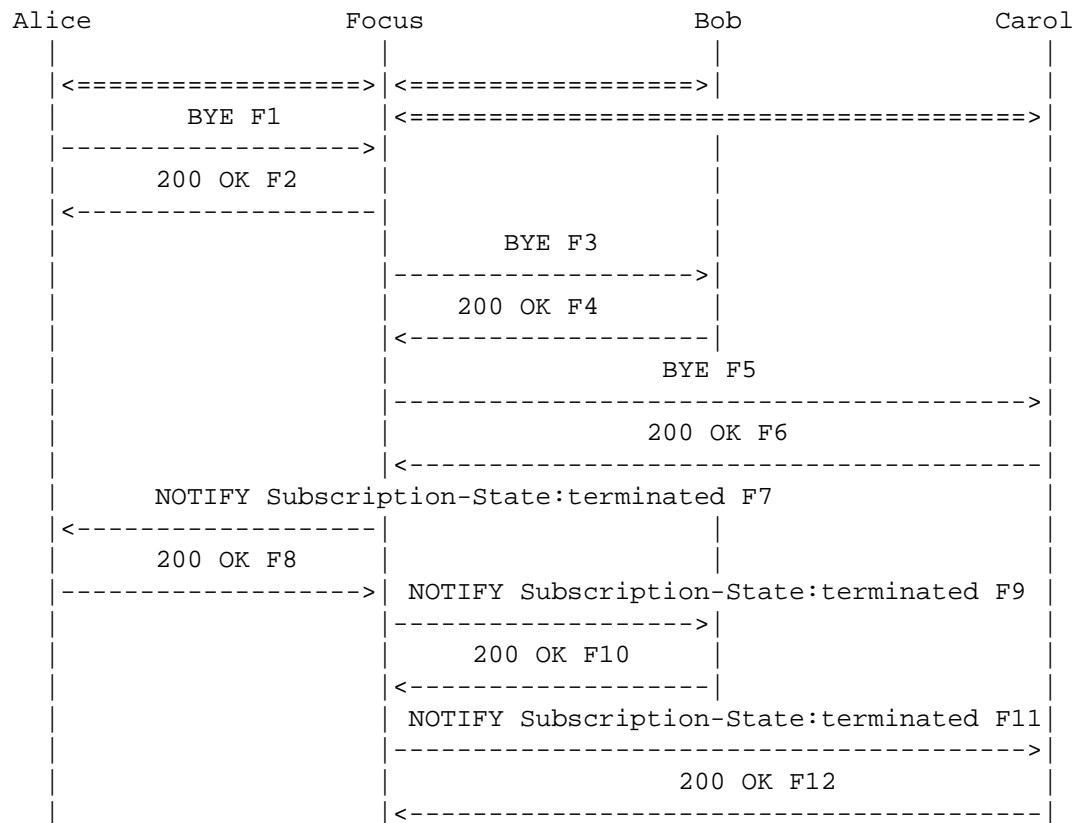 Alice Focus Bob Carol
BYE F1
200 OK F2
BYE F3
200 OK F4
BYE F5
200 OK F6
NOTIFY Subscription-State:terminated F7
200 OK F8
NOTIFY Subscription-State:terminated F9
200 OK F10
NOTIFY Subscription-State:terminated F11
200 OK F12